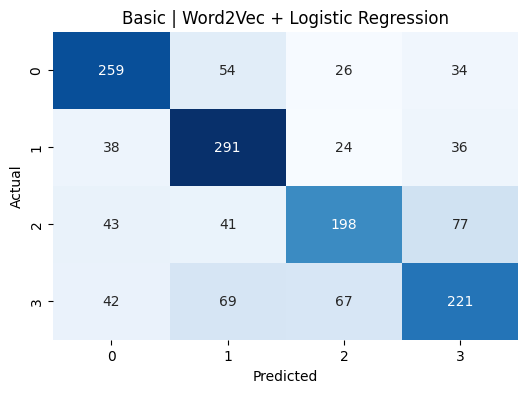 Basic | Word2Vec + Logistic Regression
0 259 54 26 34
1 38 291 24 36
Actual
2 43 41 198 77
3 42 69 67 221
0 1 2 3
Predicted